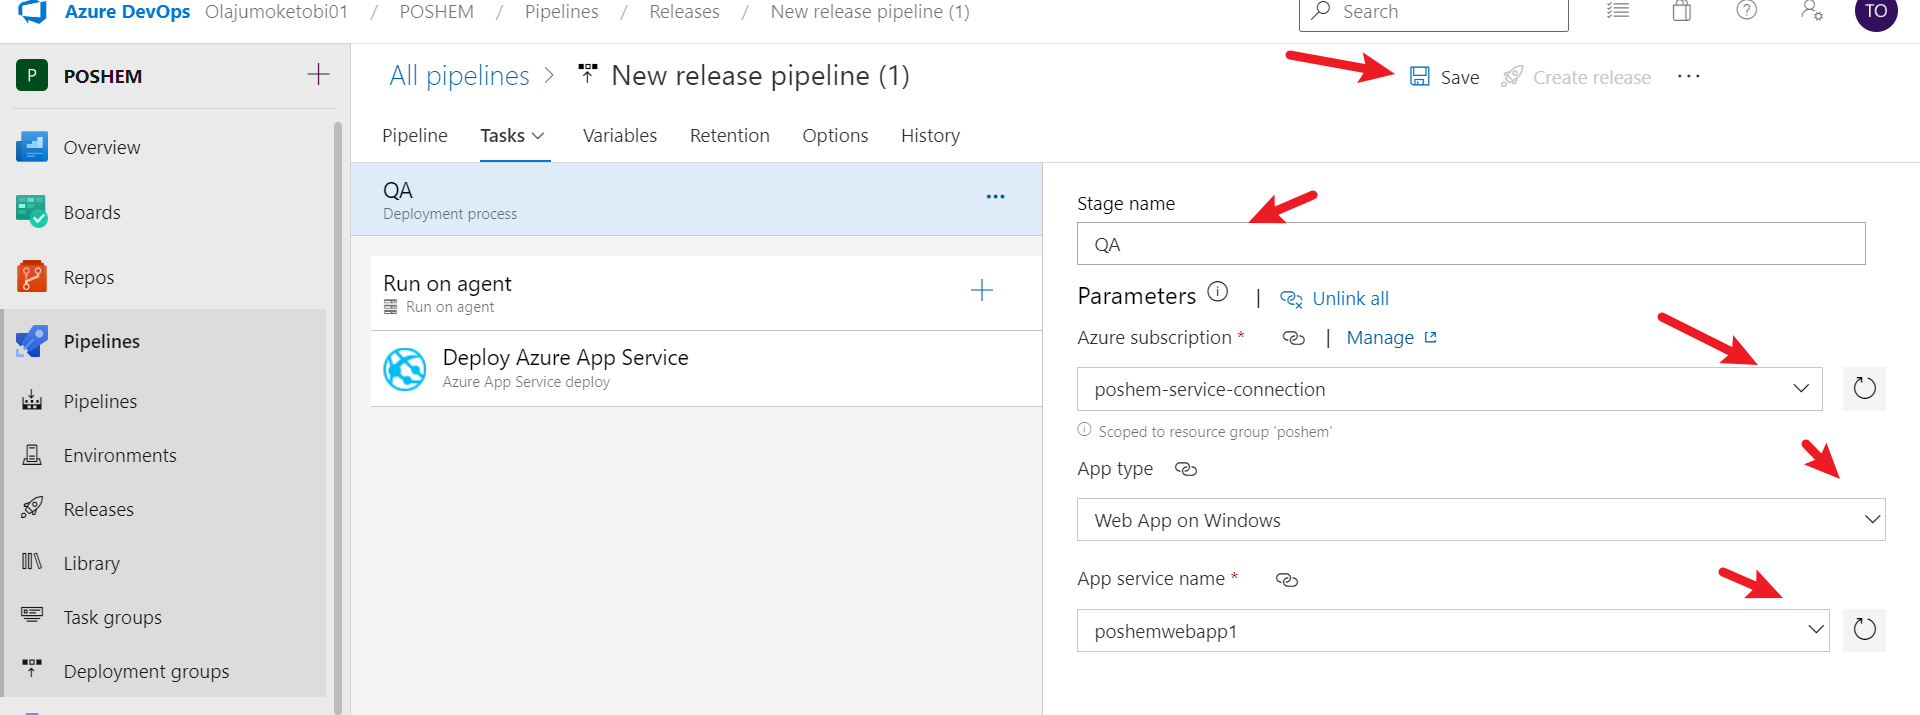 Azure DevOps Olajumoketobi01 / POSHEM / Pipelines / Releases / New release pipeline (1)
Search
TO
P POSHEM
Overview
Boards
Repos
Pipelines
Pipelines
Environments
Releases
Library
Task groups
Deployment groups
All pipelines > New release pipeline (1)
Save Create release ...
Pipeline Tasks Variables Retention Options History
QA
Deployment process
Run on agent
Run on agent
Deploy Azure App Service
Azure App Service deploy
Stage name
QA
Parameters | Unlink all
Azure subscription * | Manage
poshem-service-connection
Scoped to resource group 'poshem'
App type
Web App on Windows
App service name *
poshemwebapp1